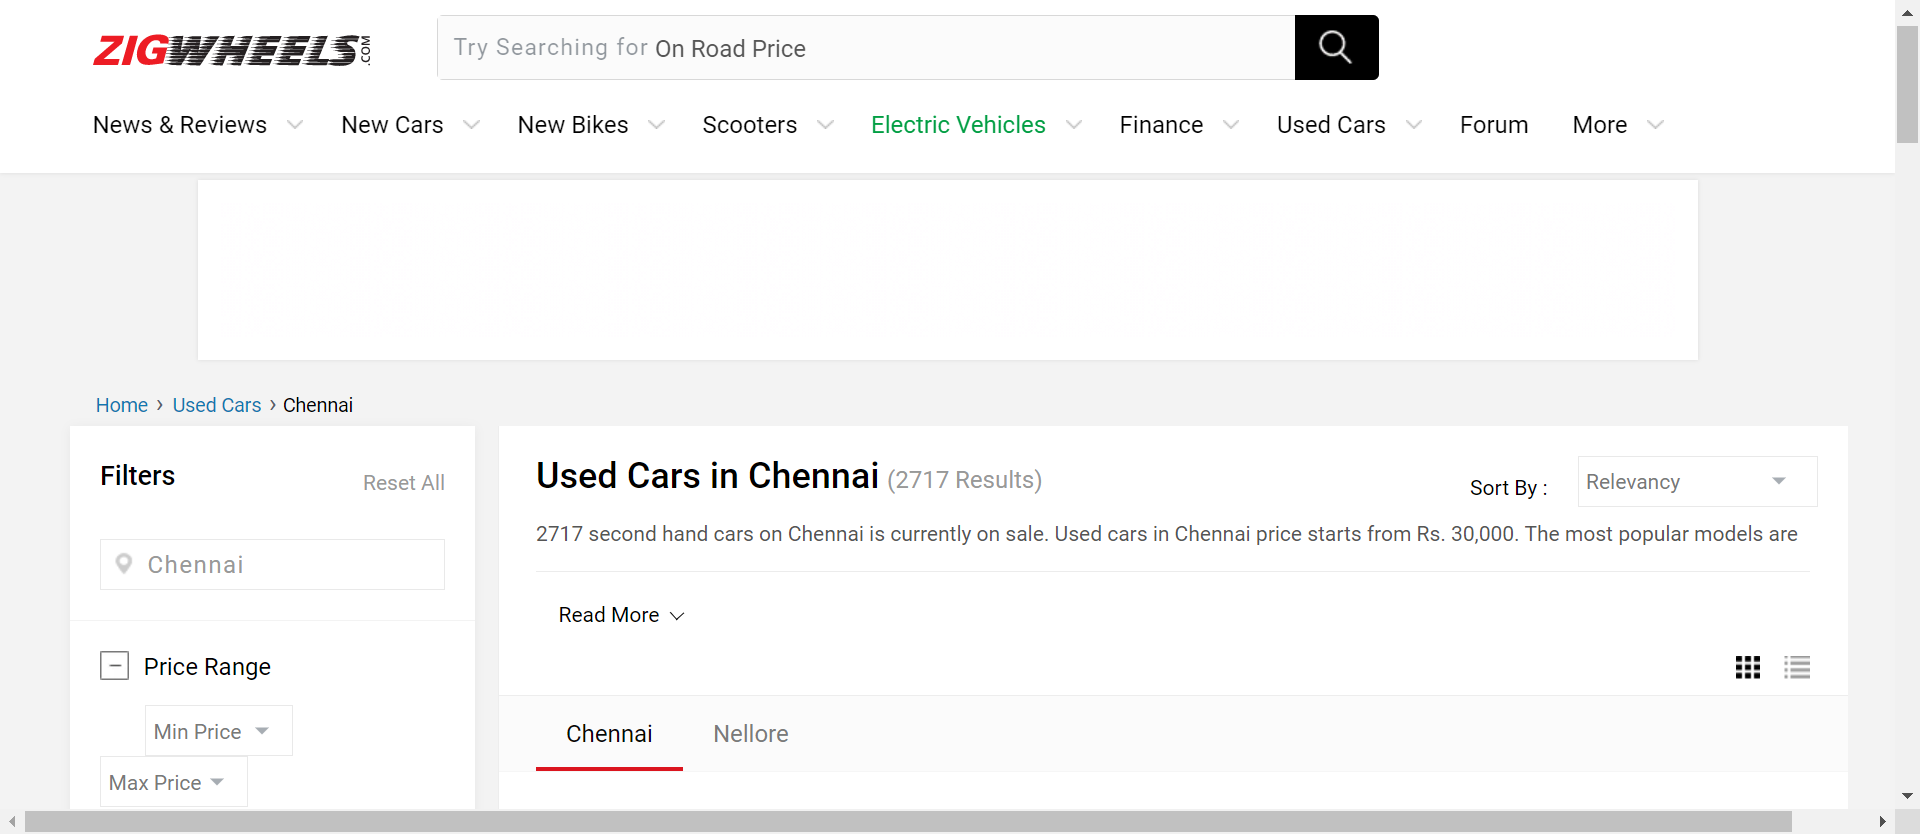 ZIGWHEELS.COM
Try Searching for On Road Price
News & Reviews New Cars New Bikes Scooters Electric Vehicles Finance Used Cars Forum More
Home › Used Cars › Chennai
Filters
Reset All
Chennai
Price Range
Min Price
Max Price
Used Cars in Chennai (2717 Results)
Sort By : Relevancy
2717 second hand cars on Chennai is currently on sale. Used cars in Chennai price starts from Rs. 30,000. The most popular models are
Read More
Chennai Nellore